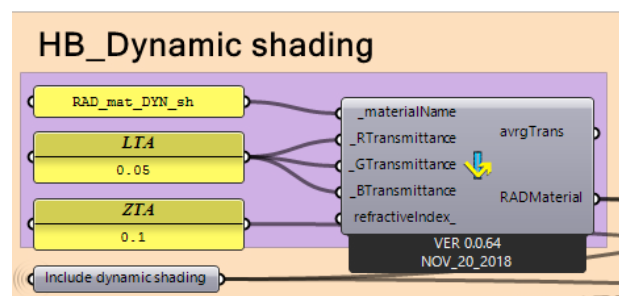 HB_Dynamic shading
RAD_mat_DYN_sh
LTA
0.05
ZTA
0.1
Include dynamic shading
_materialName
_RTransmittance
_GTransmittance
_BTransmittance
refractiveIndex_
avrgTrans
RADMaterial
VER 0.0.64
NOV_20_2018